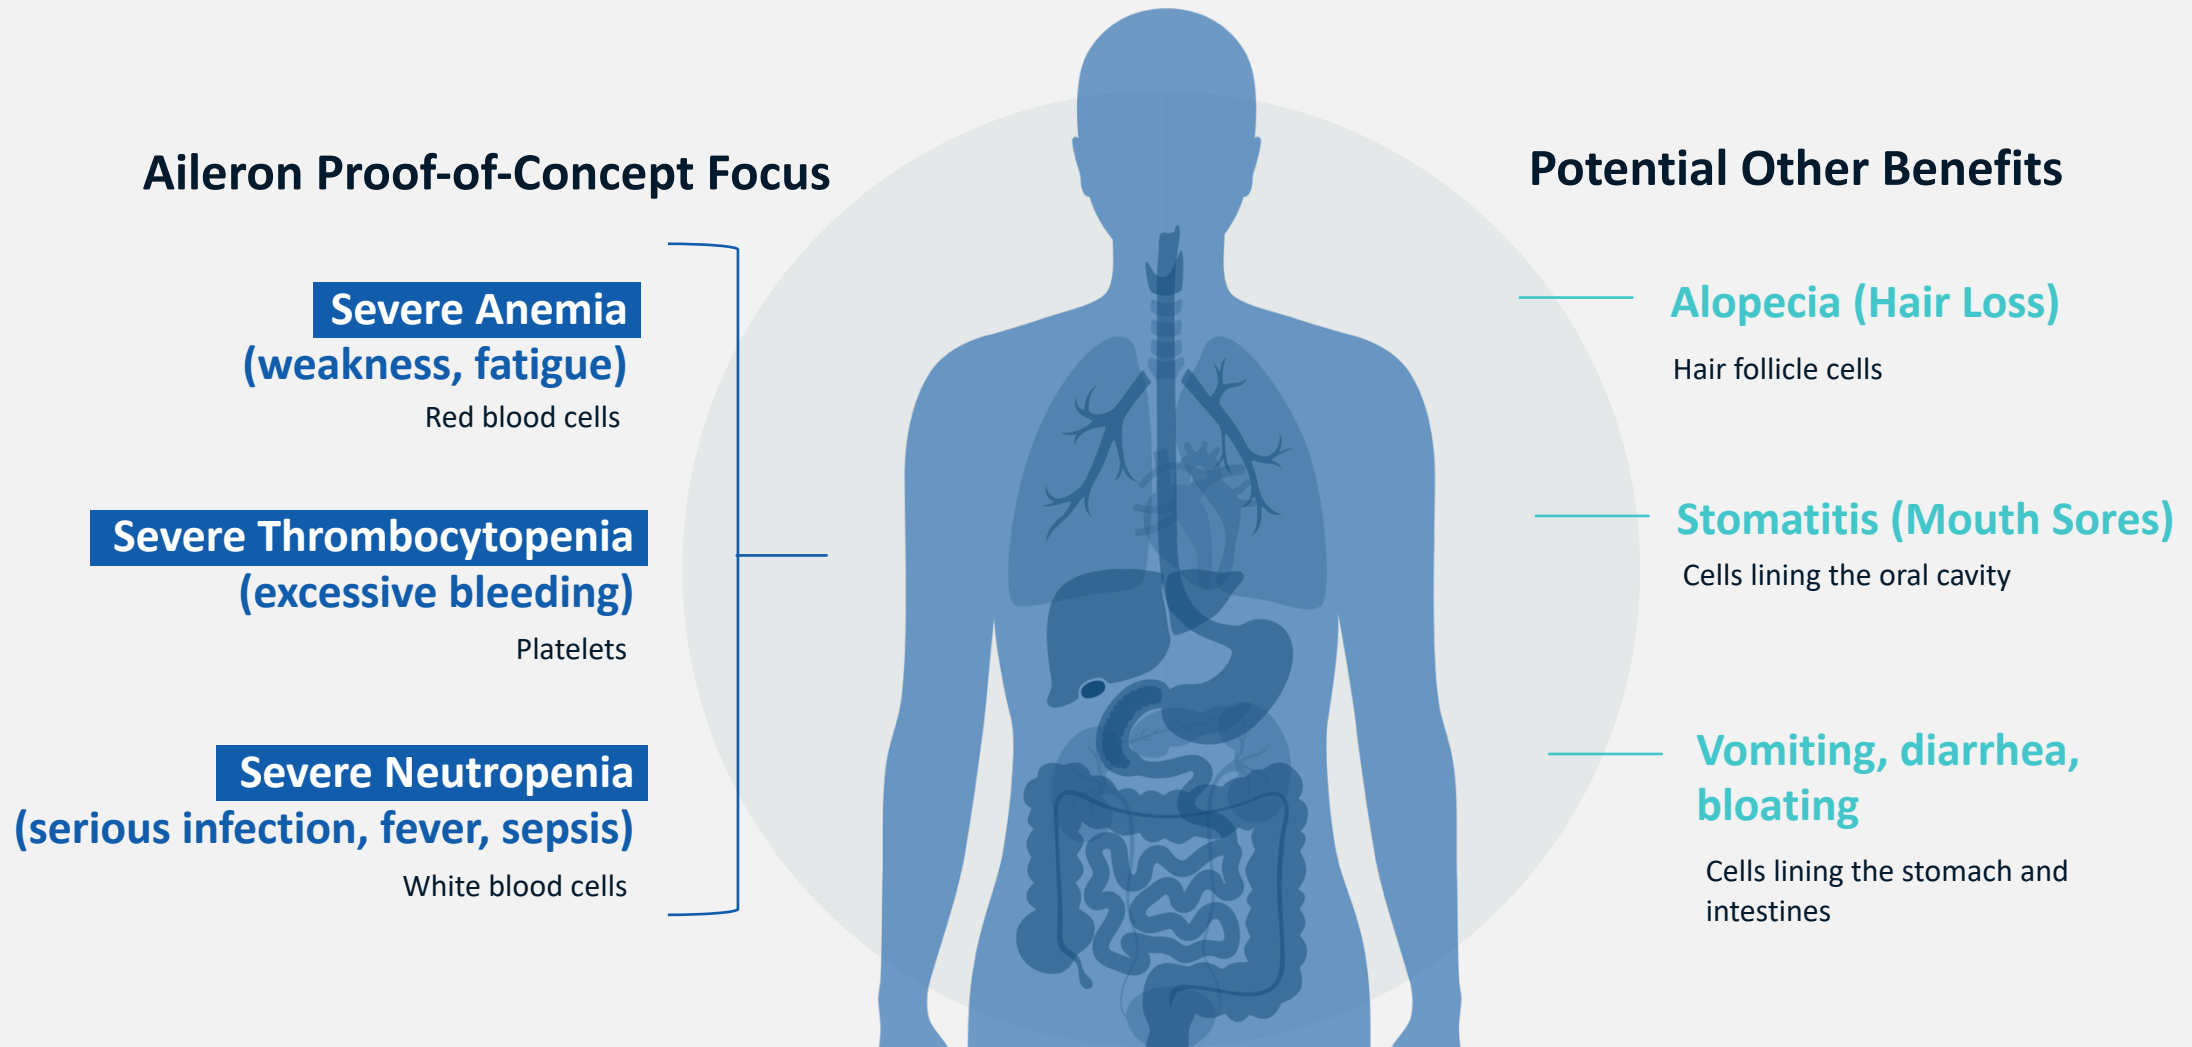 Aileron Proof-of-Concept Focus
Severe Anemia
(weakness, fatigue)
Red blood cells
Severe Thrombocytopenia
(excessive bleeding)
Platelets
Severe Neutropenia
(serious infection, fever, sepsis)
White blood cells
Potential Other Benefits
Alopecia (Hair Loss)
Hair follicle cells
Stomatitis (Mouth Sores)
Cells lining the oral cavity
Vomiting, diarrhea,
bloating
Cells lining the stomach and
intestines